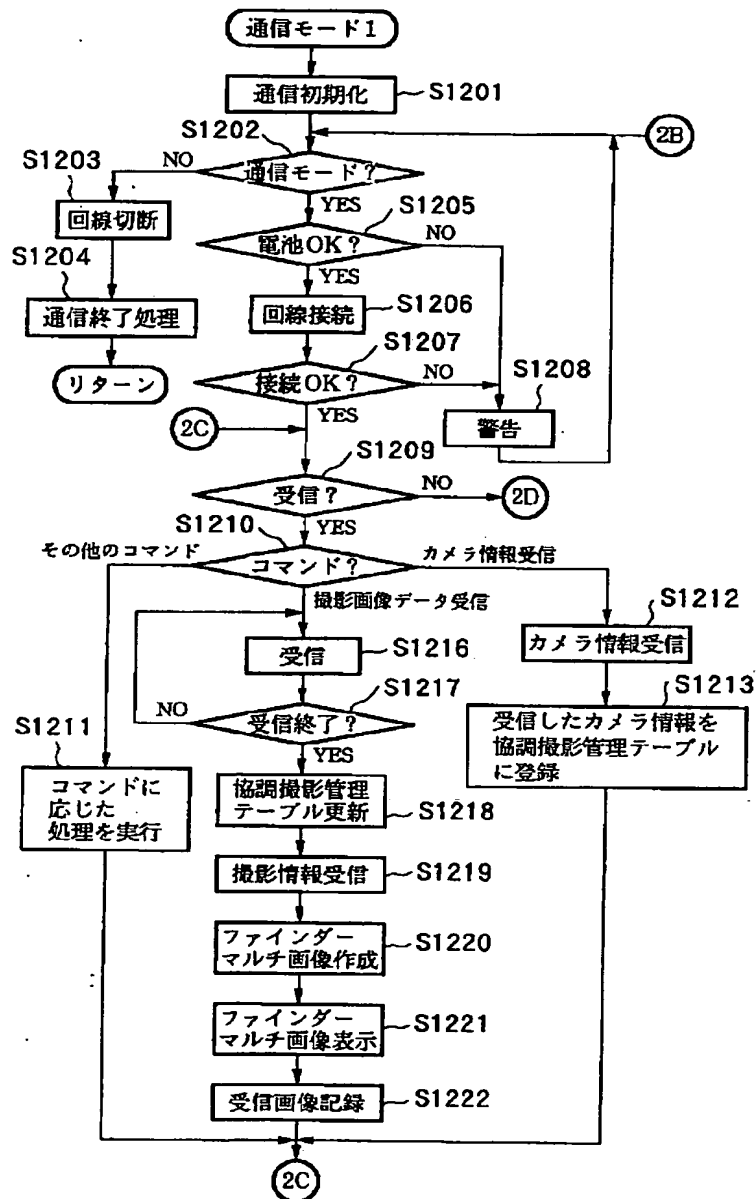 通信モード1
通信初期化
S1201
2B
S1202
通信モード?
NO
YES
S1203
回線切断
S1204
通信終了処理
リターン
S1205
電池OK?
NO
YES
S1206
回線接続
S1207
接続OK?
NO
YES
S1208
警告
2C
S1209
受信?
NO
2D
YES
S1210
コマンド?
その他のコマンド
カメラ情報受信
撮影画像データ受信
S1212
カメラ情報受信
S1213
受信したカメラ情報を
協調撮影管理テーブル
に登録
受信
S1216
S1217
受信終了?
NO
YES
S1211
コマンドに
応じた
処理を実行
協調撮影管理
テーブル更新
S1218
撮影情報受信
S1219
ファインダー
マルチ画像作成
S1220
ファインダー
マルチ画像表示
S1221
受信画像記録
S1222
2C